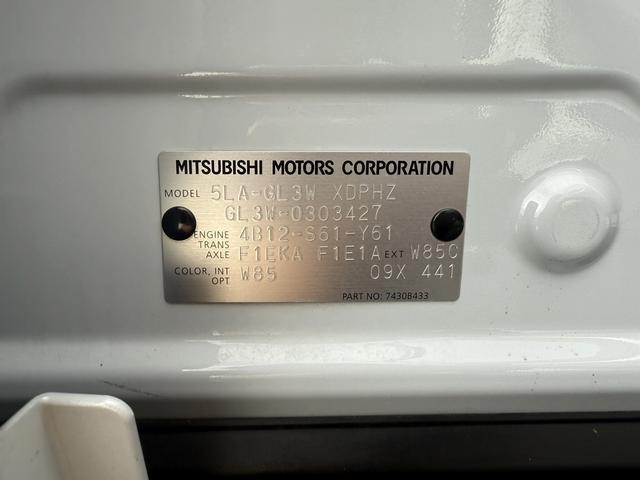 MITSUBISHI MOTORS CORPORATION
MODEL 5LA-GL3W XDPHZ
GL3W-0303427
ENGINE 4B12-S61-Y61
TRANS AXLE F1EKA F1E1A EXT W85C
COLOR, INT OPT W85 09X 441
PART NO: 7430B433